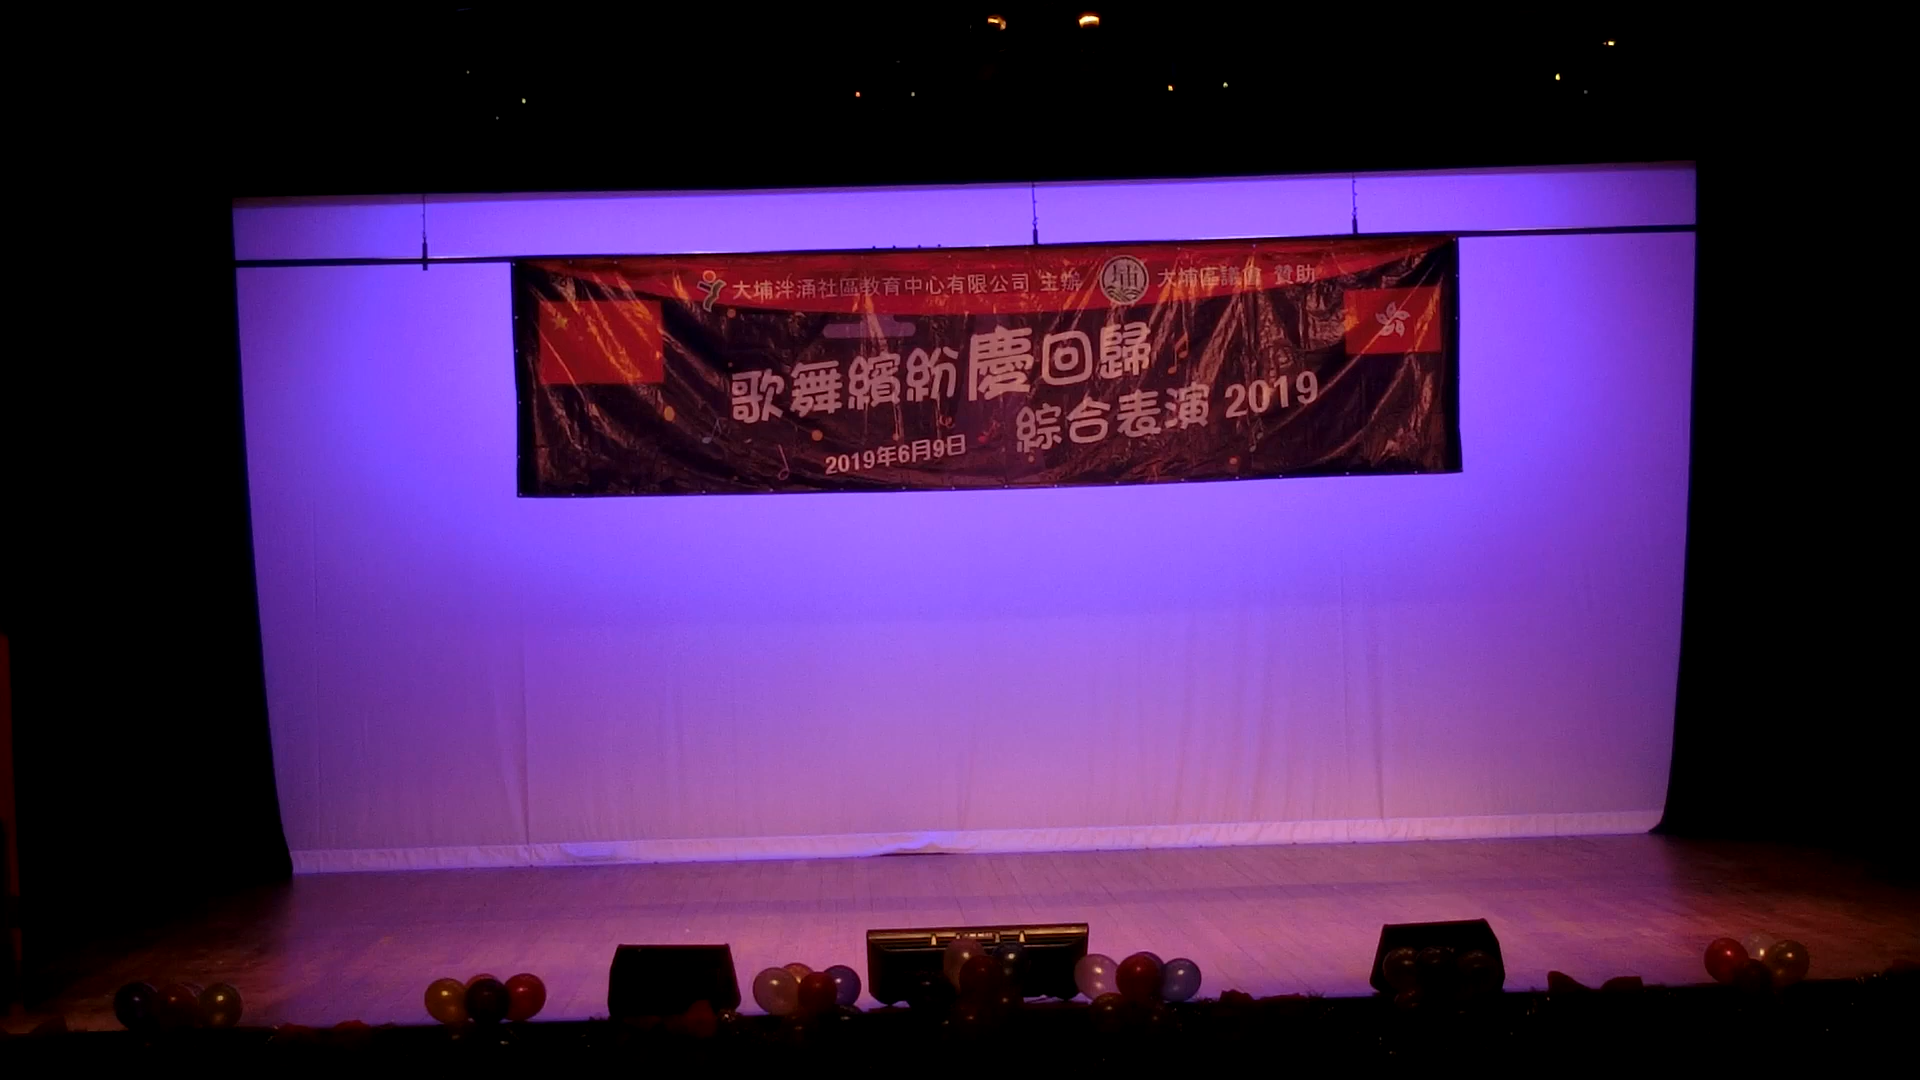 大埔泮涌社區教育中心有限公司 主辦 埔 大埔區議會 贊助
歌舞繽紛慶回歸
綜合表演 2019
2019年6月9日